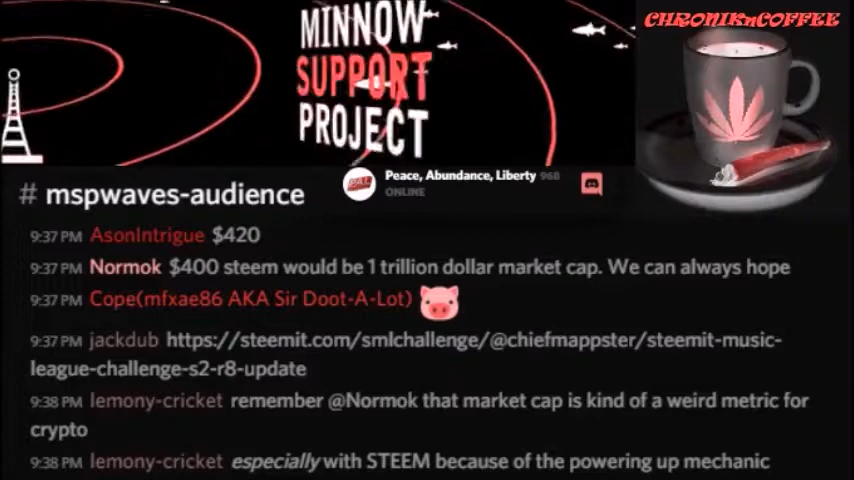 MINNOW
SUPPORT
PROJECT
CHRONIKnCOFFEE
# mspwaves-audience
Peace, Abundance, Liberty 968
ONLINE
9:37 PM AsonIntrigue $420
9:37 PM Normok $400 steem would be 1 trillion dollar market cap. We can always hope
9:37 PM Cope(mfxae86 AKA Sir Doot-A-Lot)
9:37 PM jackdub https://steemit.com/smlchallenge/@chiefmappster/steemit-music-
league-challenge-s2-r8-update
9:38 PM lemony-cricket remember @Normok that market cap is kind of a weird metric for
crypto
9:38 PM lemony-cricket especially with STEEM because of the powering up mechanic